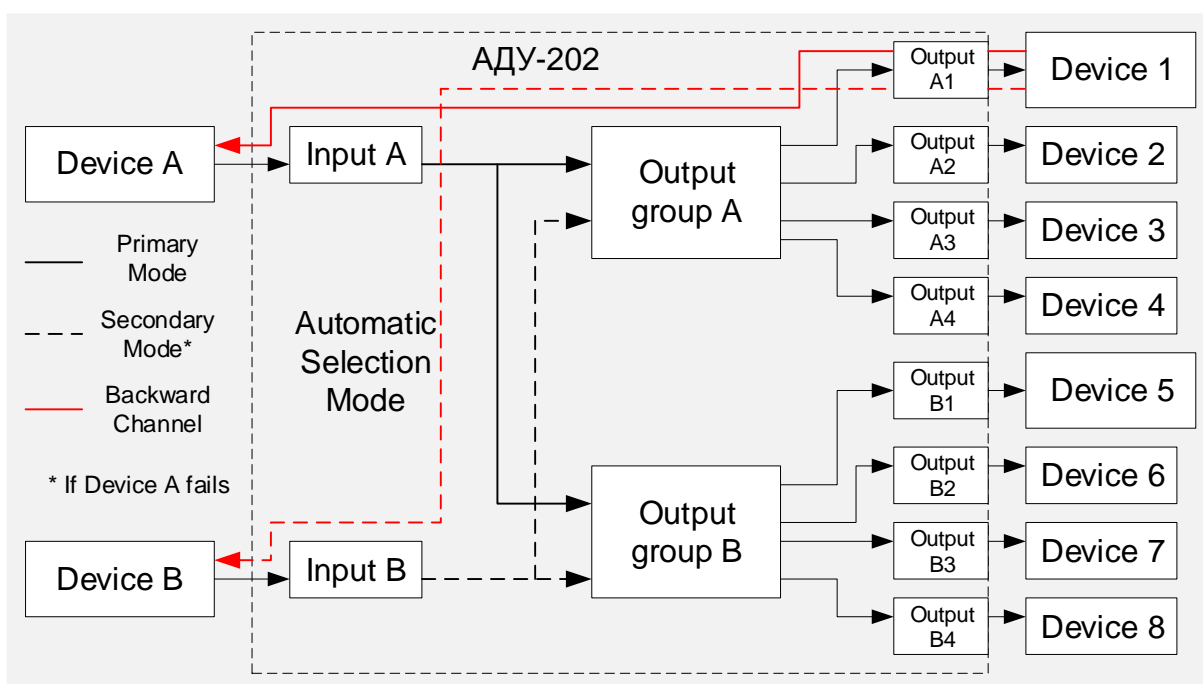 АДУ-202
Output
A1
Device 1
Device A
Input A
Output
group A
Output
A2
Device 2
Output
A3
Device 3
Output
A4
Device 4
Primary
Mode
Secondary
Mode*
Backward
Channel
* If Device A fails
Automatic
Selection
Mode
Output
B1
Device 5
Output
B2
Device 6
Output
group B
Output
B3
Device 7
Device B
Input B
Output
B4
Device 8